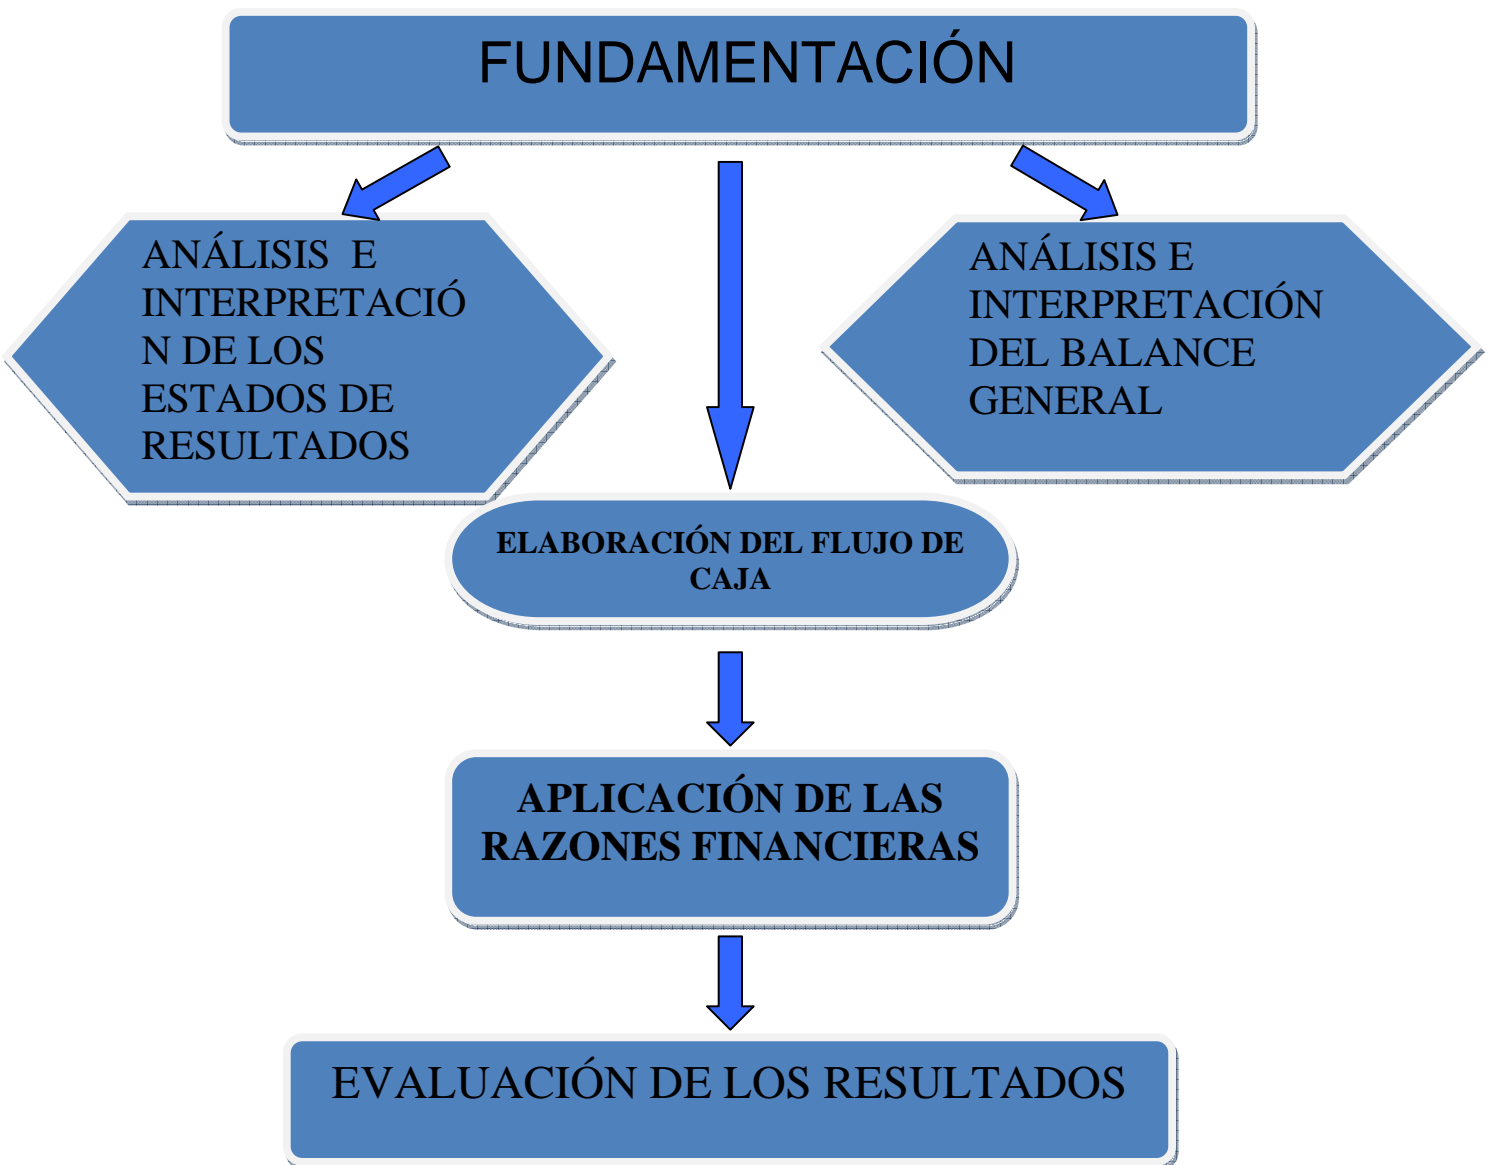 FUNDAMENTACIÓN
ANÁLISIS E
INTERPRETACIÓ
N DE LOS
ESTADOS DE
RESULTADOS
ANÁLISIS E
INTERPRETACIÓN
DEL BALANCE
GENERAL
ELABORACIÓN DEL FLUJO DE
CAJA
APLICACIÓN DE LAS
RAZONES FINANCIERAS
EVALUACIÓN DE LOS RESULTADOS